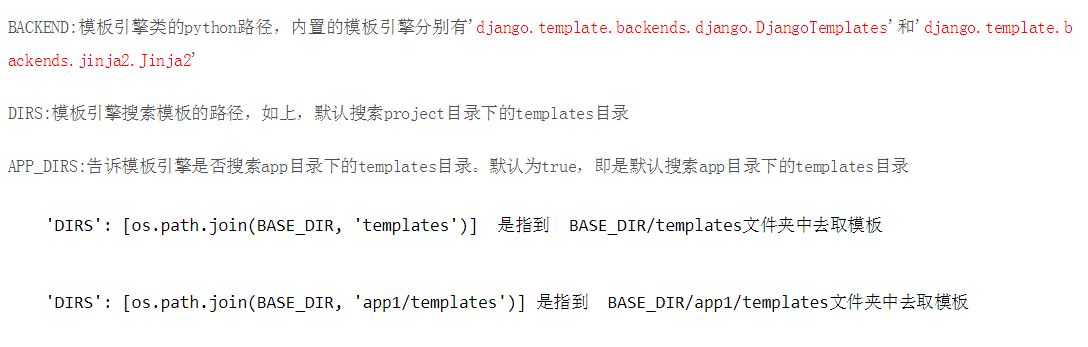 BACKEND:模板引擎类的python路径，内置的模板引擎分别有'django.template.backends.django.DjangoTemplates'和'django.template.b
ackends.jinja2.Jinja2'
DIRS:模板引擎搜索模板的路径，如上，默认搜索project目录下的templates目录
APP_DIRS:告诉模板引擎是否搜索app目录下的templates目录。默认为true，即是默认搜索app目录下的templates目录
'DIRS': [os.path.join(BASE_DIR, 'templates')]  是指到  BASE_DIR/templates文件夹中去取模板
'DIRS': [os.path.join(BASE_DIR, 'app1/templates')] 是指到  BASE_DIR/app1/templates文件夹中去取模板